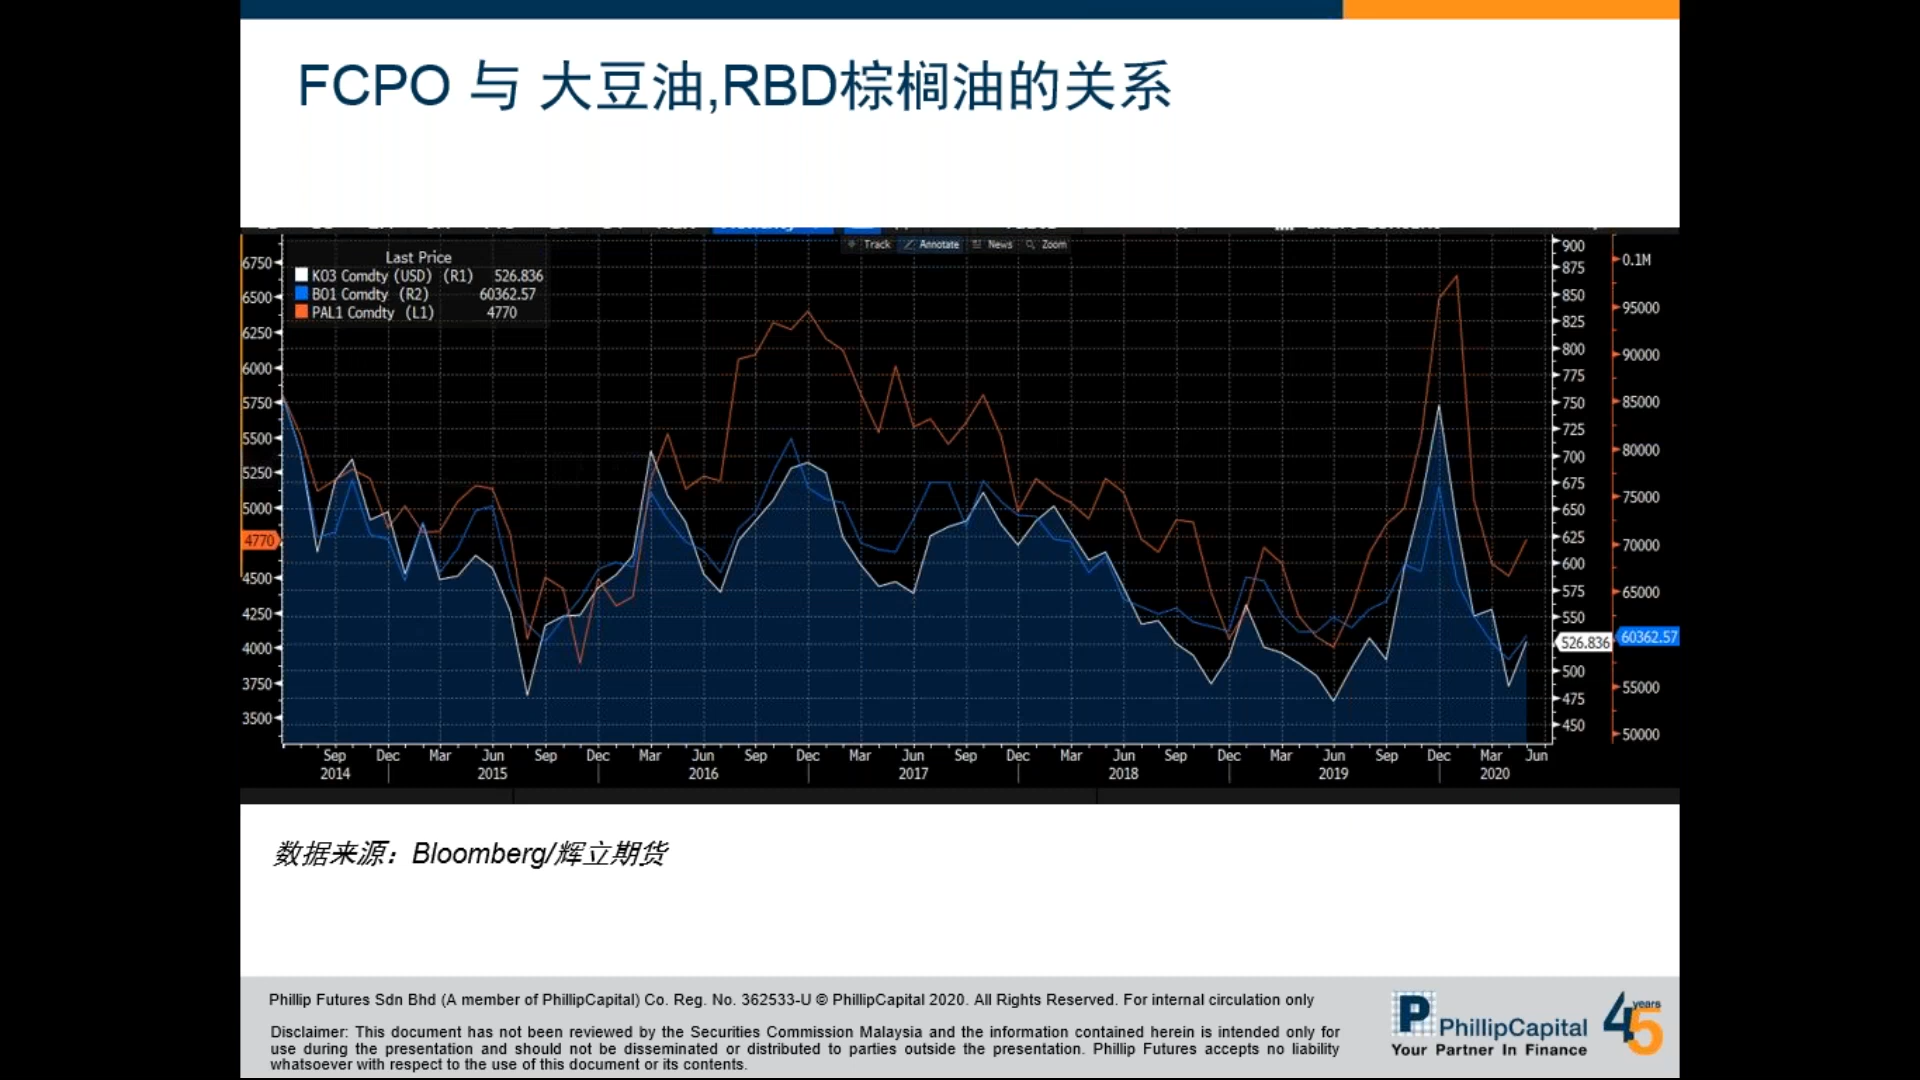 FCPO 与 大豆油,RBD棕榈油的关系
Track Annotate News Zoom
Last Price
KO3 Comdty (USD) (R1) 526.836
BO1 Comdty (R2) 60362.57
PAL1 Comdty (L1) 4770
6750
6500
6250
6000
5750
5500
5250
5000
4770
4500
4250
4000
3750
3500
900
875
850
825
800
775
750
725
700
675
650
625
600
575
550
526.836
500
475
450
0.1M
95000
90000
85000
80000
75000
70000
65000
60362.57
55000
50000
Sep Dec Mar Jun Sep Dec Mar Jun Sep Dec Mar Jun Sep Dec Mar Jun Sep Dec Mar Jun Sep Dec Mar Jun
2014 2015 2016 2017 2018 2019 2020
数据来源：Bloomberg/辉立期货
Phillip Futures Sdn Bhd (A member of PhillipCapital) Co. Reg. No. 362533-U © PhillipCapital 2020. All Rights Reserved. For internal circulation only
Disclaimer: This document has not been reviewed by the Securities Commission Malaysia and the information contained herein is intended only for
use during the presentation and should not be disseminated or distributed to parties outside the presentation. Phillip Futures accepts no liability
whatsoever with respect to the use of this document or its contents.
PhillipCapital
Your Partner In Finance
45 years